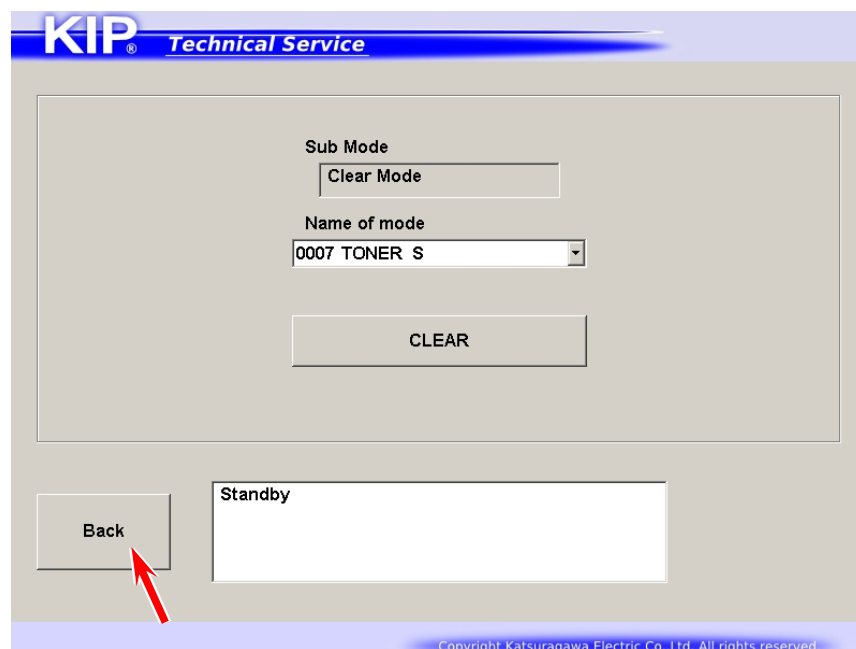 KIP®
Technical Service
Sub Mode
Clear Mode
Name of mode
0007 TONER S
CLEAR
Standby
Back
Copyright Katsuragawa Electric Co. Ltd. All rights reserved